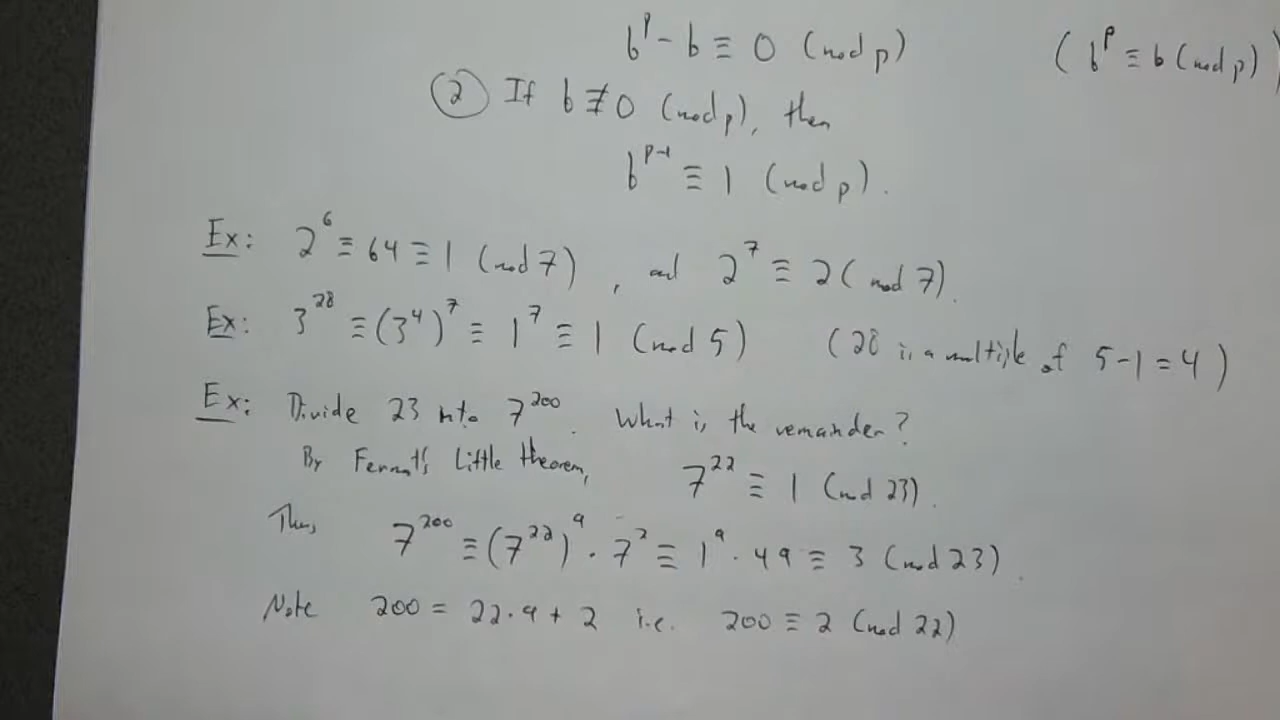 b^p - b ≡ 0 (mod p) ( b^p ≡ b (mod p) )
② If b ≢ 0 (mod p), then
b^{p-1} ≡ 1 (mod p).
Ex: 2^6 ≡ 64 ≡ 1 (mod 7), and 2^7 ≡ 2 (mod 7).
Ex: 3^28 ≡ (3^4)^7 ≡ 1^7 ≡ 1 (mod 5) (28 is a multiple of 5-1 = 4)
Ex: Divide 23 into 7^200. What is the remainder?
By Fermat's Little theorem, 7^22 ≡ 1 (mod 23).
Thus 7^200 ≡ (7^22)^9 · 7^2 ≡ 1^9 · 49 ≡ 3 (mod 23).
Note 200 = 22·9 + 2 i.e. 200 ≡ 2 (mod 22)